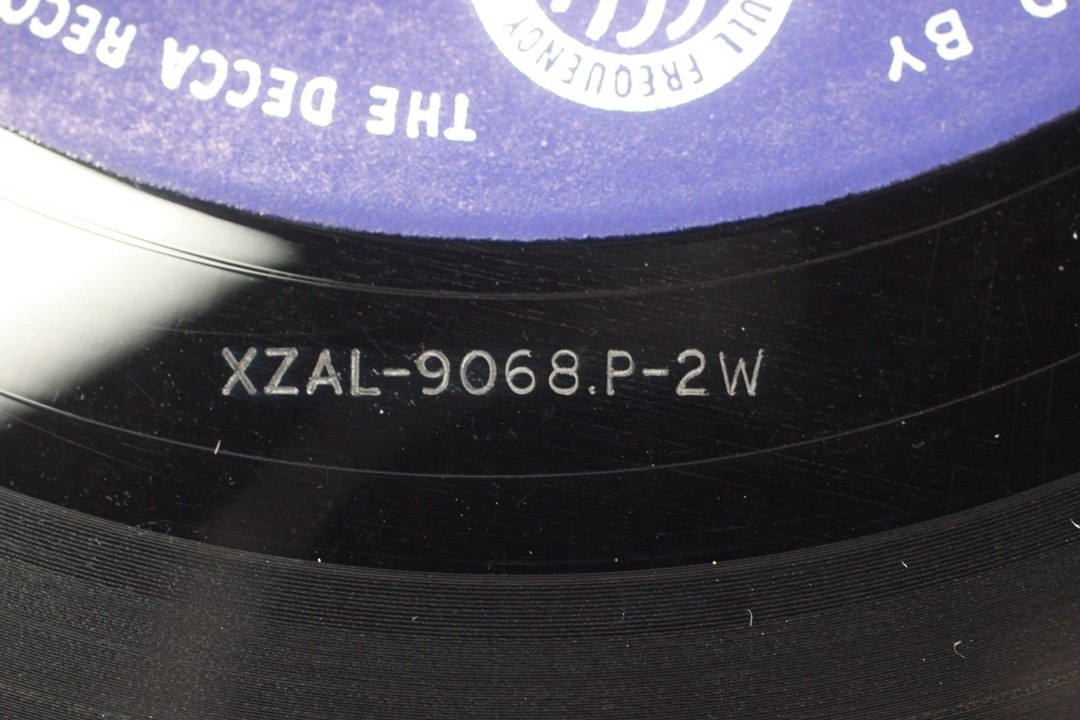 XZAL-9068.P-2W
THE DECCA RECO
FULL FREQUENCY
BY